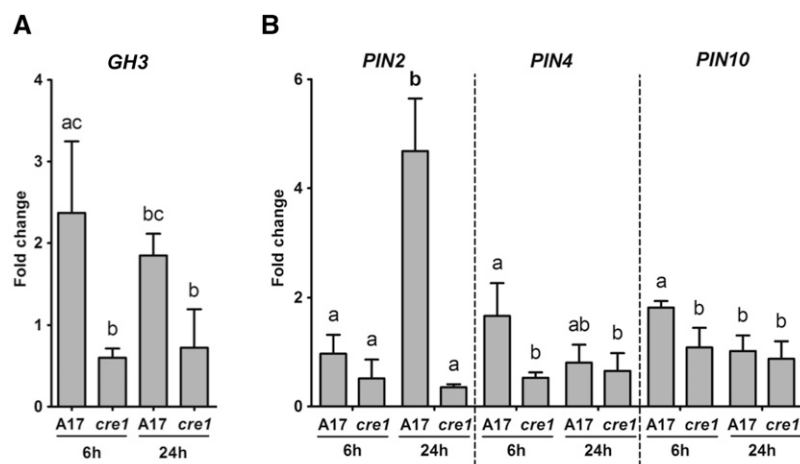 A
GH3
Fold change
4
3
2
1
0
ac
b
bc
b
A17 cre1 A17 cre1
6h 24h
B
PIN2 PIN4 PIN10
Fold change
6
4
2
0
a a b a a b ab b a b b b
A17 cre1 A17 cre1 A17 cre1 A17 cre1 A17 cre1 A17 cre1
6h 24h 6h 24h 6h 24h